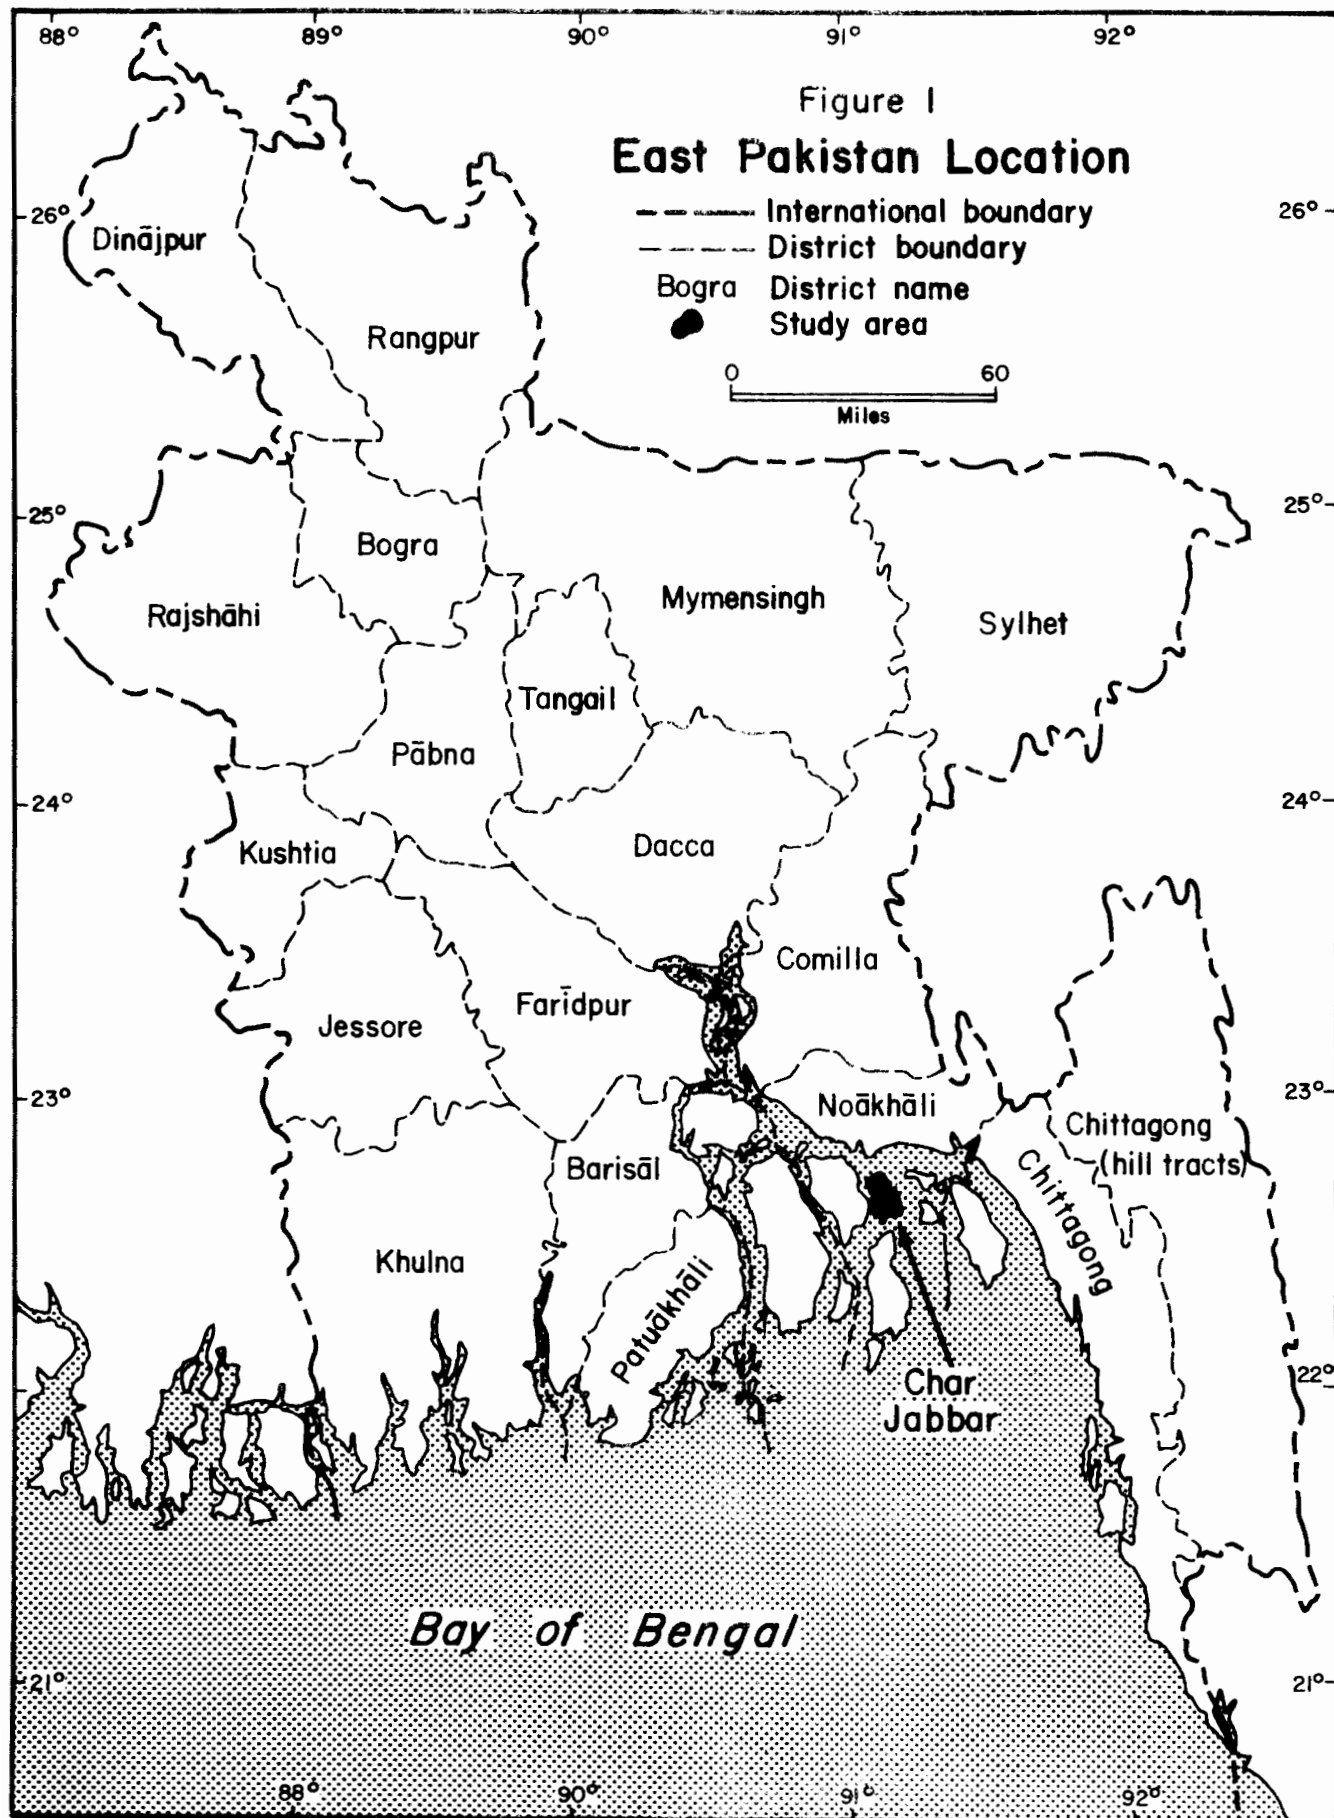 88° 89° 90° 91° 92°
Figure 1
East Pakistan Location
International boundary
26° 26°
District boundary
Dinājpur
Bogra District name
Study area
Rangpur
0 60
Miles
25° 25°
Bogra
Mymensingh
Rajshāhi
Sylhet
Tangail
Pābna
24° 24°
Kushtia
Dacca
Comilla
Farīdpur
Jessore
23° 23°
Noākhāli
Chittagong
(hill tracts)
Barisāl
Chittagong
Khulna
Patuākhāli
22°
Char
Jabbar
Bay of Bengal
21° 21°
88° 90° 91° 92°